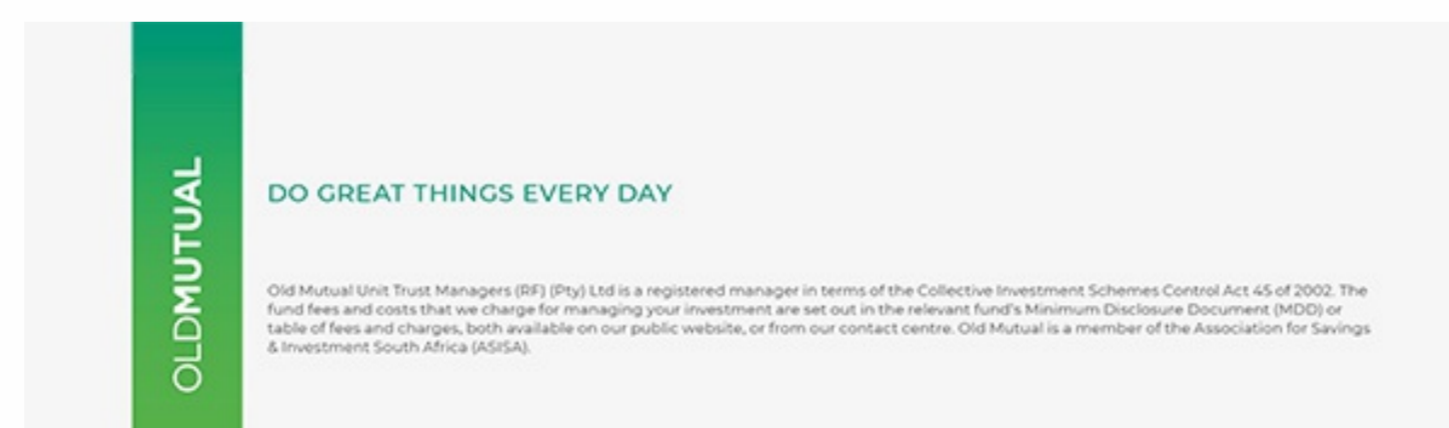 OLDMUTUAL
DO GREAT THINGS EVERY DAY
Old Mutual Unit Trust Managers (RF) (Pty) Ltd is a registered manager in terms of the Collective Investment Schemes Control Act 45 of 2002. The
fund fees and costs that we charge for managing your investment are set out in the relevant fund's Minimum Disclosure Document (MDD) or
table of fees and charges, both available on our public website, or from our contact centre. Old Mutual is a member of the Association for Savings
& Investment South Africa (ASISA).